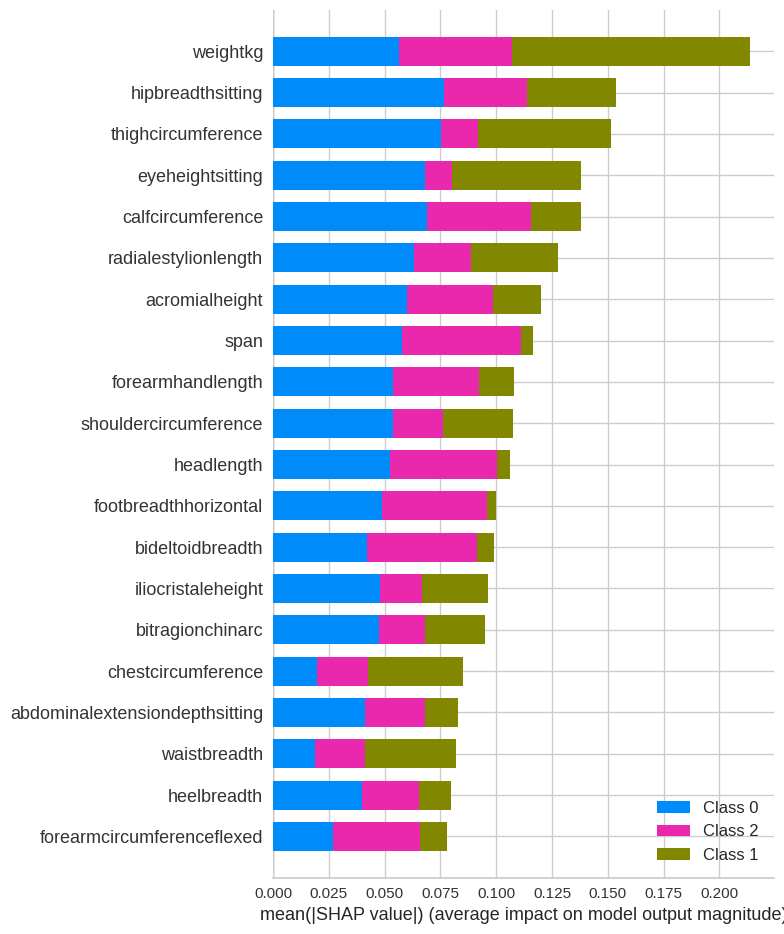 weightkg
hipbreadthsitting
thighcircumference
eyeheightsitting
calfcircumference
radialestylionlength
acromialheight
span
forearmhandlength
shouldercircumference
headlength
footbreadthhorizontal
bideltoidbreadth
iliocristaleheight
bitragionchinarc
chestcircumference
abdominalextensiondepthsitting
waistbreadth
heelbreadth
forearmcircumferenceflexed
Class 0
Class 2
Class 1
0.000 0.025 0.050 0.075 0.100 0.125 0.150 0.175 0.200
mean(|SHAP value|) (average impact on model output magnitude)